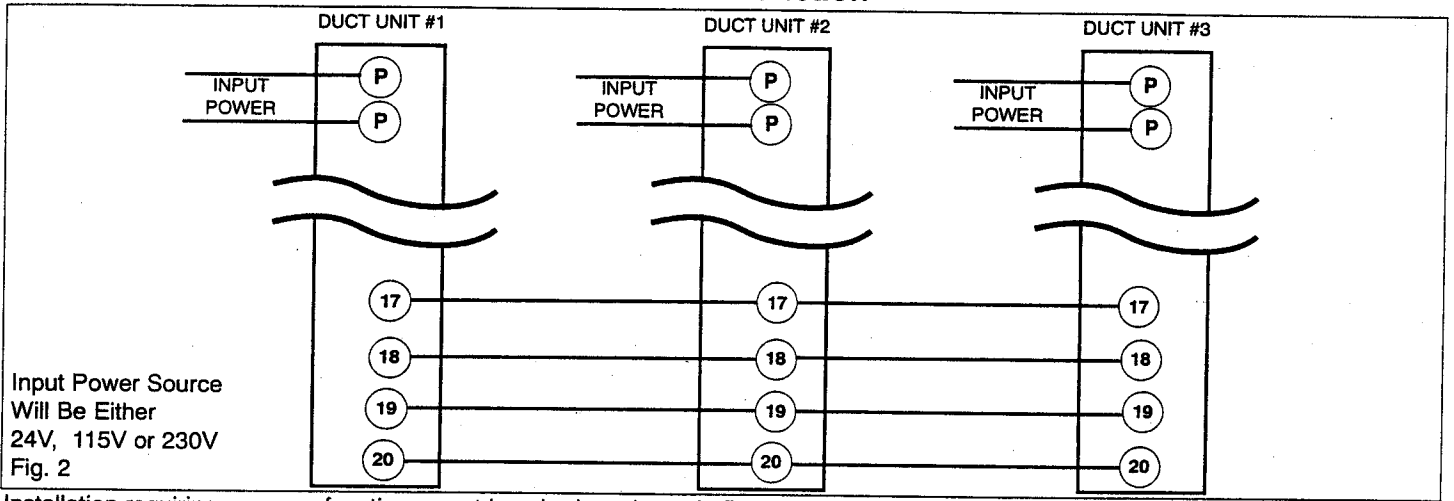 DUCT UNIT #1
DUCT UNIT #2
DUCT UNIT #3
INPUT
POWER
P
P
INPUT
POWER
P
P
INPUT
POWER
P
P
17
17
17
18
18
18
19
19
19
20
20
20
Input Power Source
Will Be Either
24V, 115V or 230V
Fig. 2